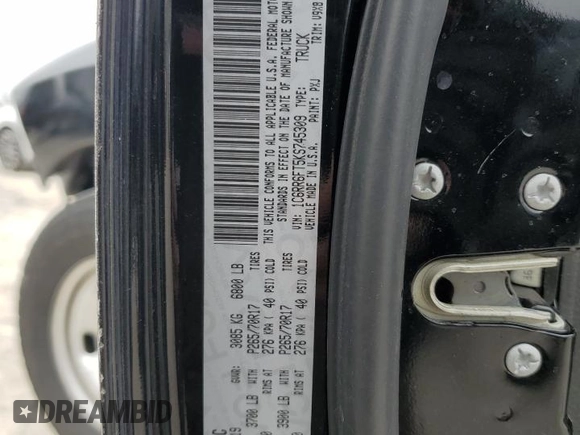 GVWR: 3085 KG 6800 LB
3700 LB WITH P265/70R17 TIRES
RIMS AT 276 KPA ( 40 PSI) COLD
3900 LB WITH P265/70R17 TIRES
RIMS AT 276 KPA ( 40 PSI) COLD
THIS VEHICLE CONFORMS TO ALL APPLICABLE U.S.A. FEDERAL MOTOR
STANDARDS IN EFFECT ON THE DATE OF MANUFACTURE SHOWN
VIN: 1C6RR6FT5KS745309 TYPE: TRUCK
MADE IN U.S.A. PAINT: PXJ TRIM: V9X8
DREAMBID